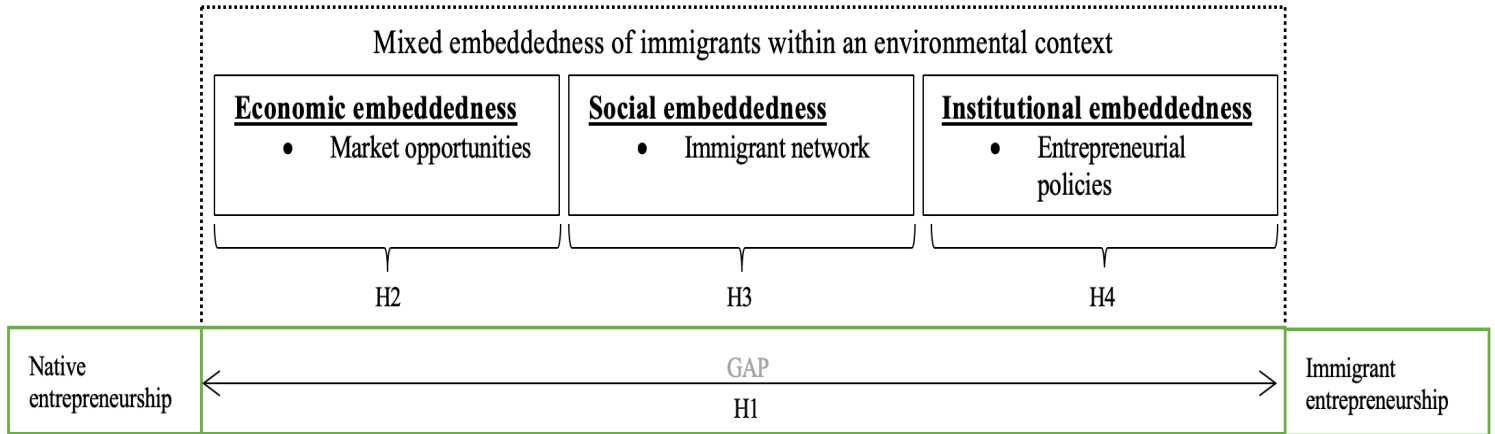 Mixed embeddedness of immigrants within an environmental context
Economic embeddedness
• Market opportunities
Social embeddedness
• Immigrant network
Institutional embeddedness
• Entrepreneurial
policies
H2
H3
H4
Native
entrepreneurship
GAP
H1
Immigrant
entrepreneurship